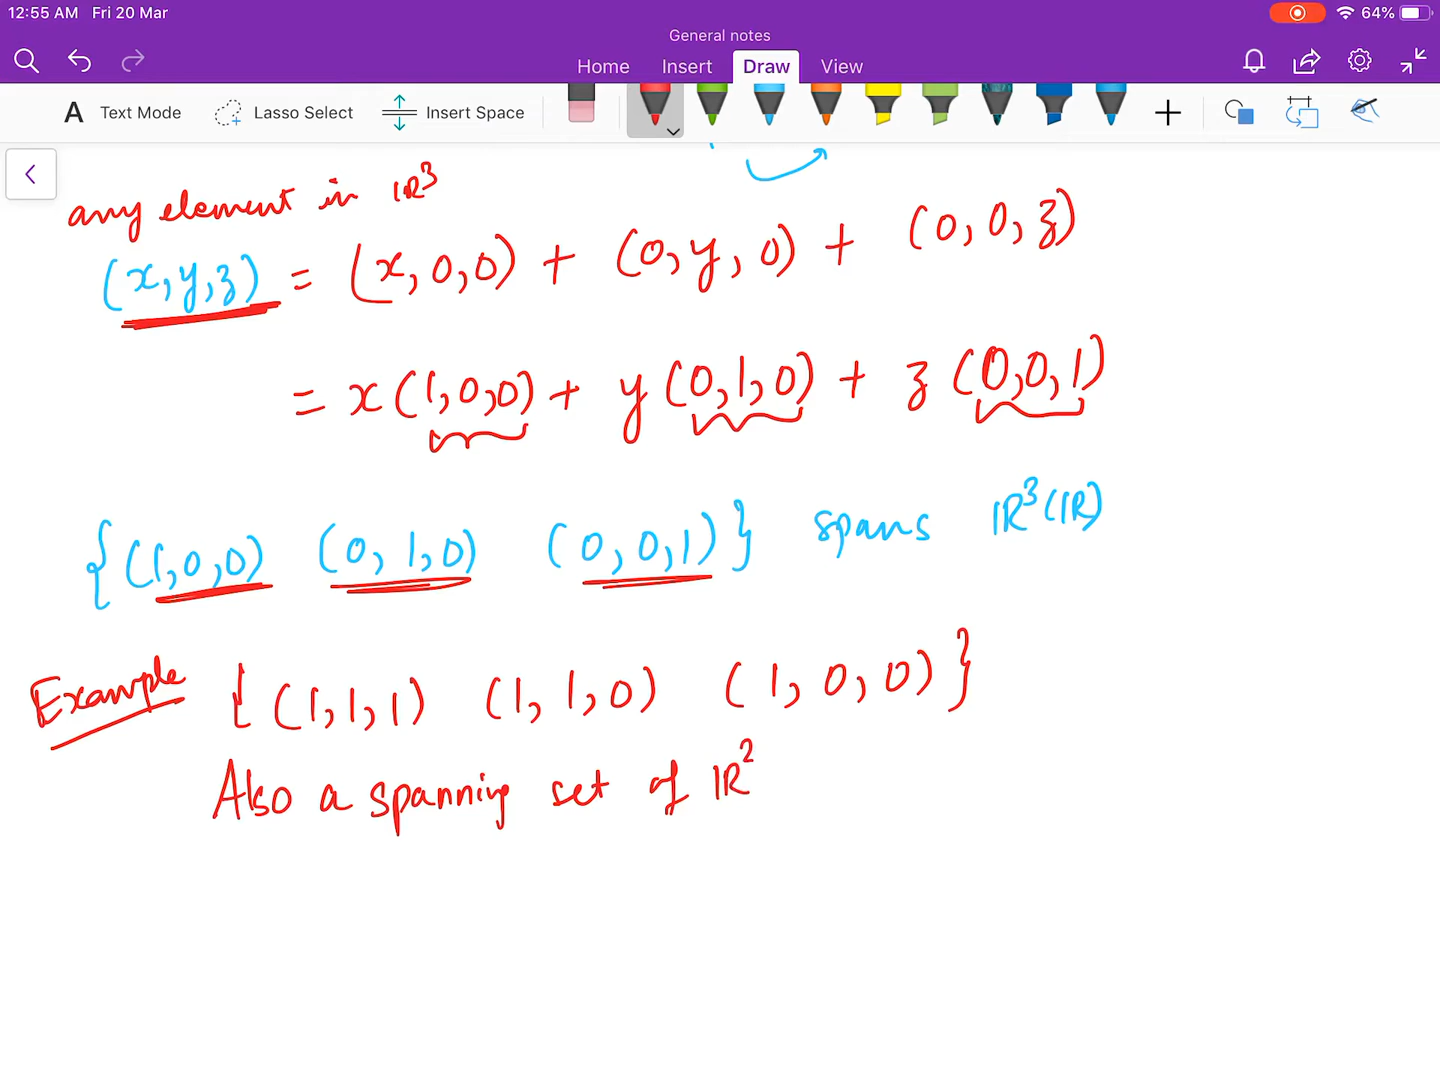 12:55 AM Fri 20 Mar 64%
General notes
Home Insert Draw View
A Text Mode Lasso Select Insert Space
any element in ℝ³
(x,y,z) = (x,0,0) + (0,y,0) + (0,0,z)
= x(1,0,0) + y(0,1,0) + z(0,0,1)
{(1,0,0) (0,1,0) (0,0,1)} spans ℝ³(ℝ)
Example {(1,1,1) (1,1,0) (1,0,0)}
Also a spanning set of ℝ²